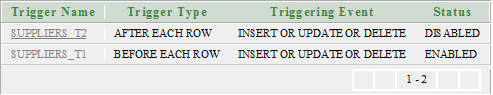 Trigger Name Trigger Type Triggering Event Status
SUPPLIERS_T2 AFTER EACH ROW INSERT OR UPDATE OR DELETE DISABLED
SUPPLIERS_T1 BEFORE EACH ROW INSERT OR UPDATE OR DELETE ENABLED
1 - 2